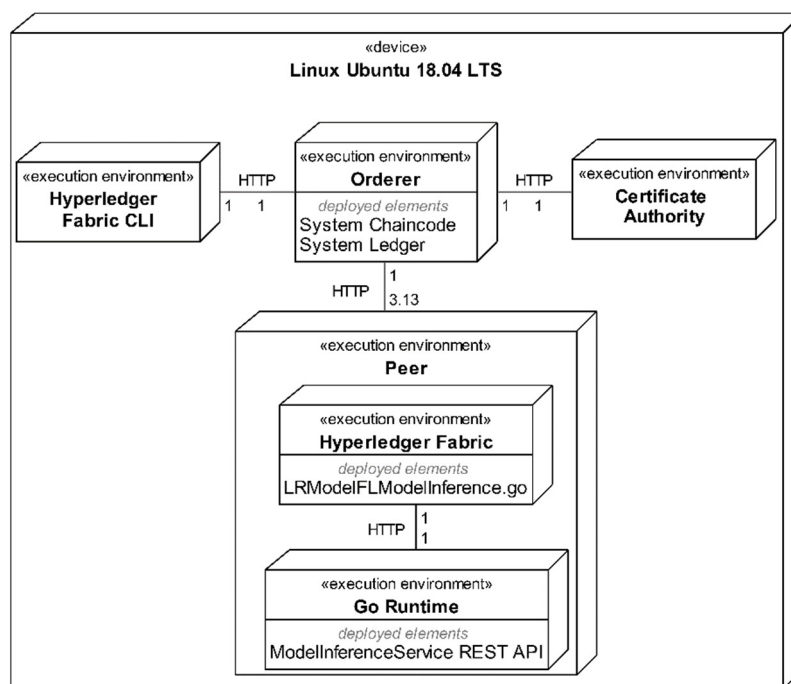 «device»
Linux Ubuntu 18.04 LTS
«execution environment»
Hyperledger
Fabric CLI
HTTP
1
1
«execution environment»
Orderer
deployed elements
System Chaincode
System Ledger
HTTP
1
1
«execution environment»
Certificate
Authority
HTTP
1
3.13
«execution environment»
Peer
«execution environment»
Hyperledger Fabric
deployed elements
LRModelFLModelInference.go
HTTP
1
1
«execution environment»
Go Runtime
deployed elements
ModelInferenceService REST API